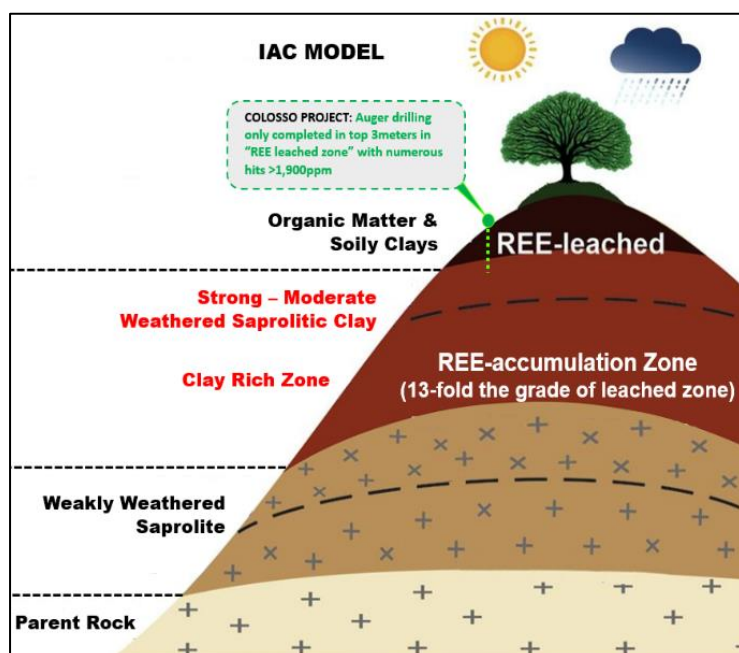 IAC MODEL
COLOSSO PROJECT: Auger drilling
only completed in top 3meters in
“REE leached zone” with numerous
hits >1,900ppm
Organic Matter &
Soily Clays
REE-leached
Strong – Moderate
Weathered Saprolitic Clay
REE-accumulation Zone
(13-fold the grade of leached zone)
Clay Rich Zone
Weakly Weathered
Saprolite
Parent Rock